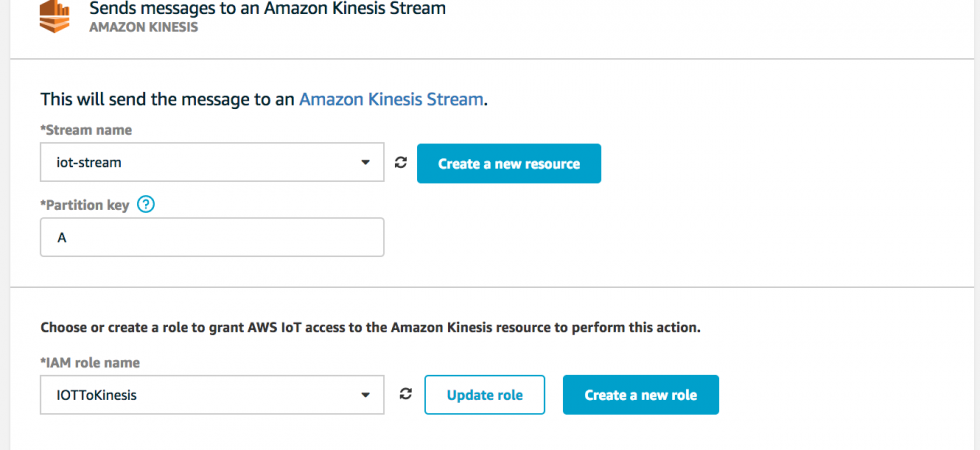 Sends messages to an Amazon Kinesis Stream
AMAZON KINESIS
This will send the message to an Amazon Kinesis Stream.
*Stream name
iot-stream
Create a new resource
*Partition key ?
A
Choose or create a role to grant AWS IoT access to the Amazon Kinesis resource to perform this action.
*IAM role name
IOTToKinesis
Update role
Create a new role